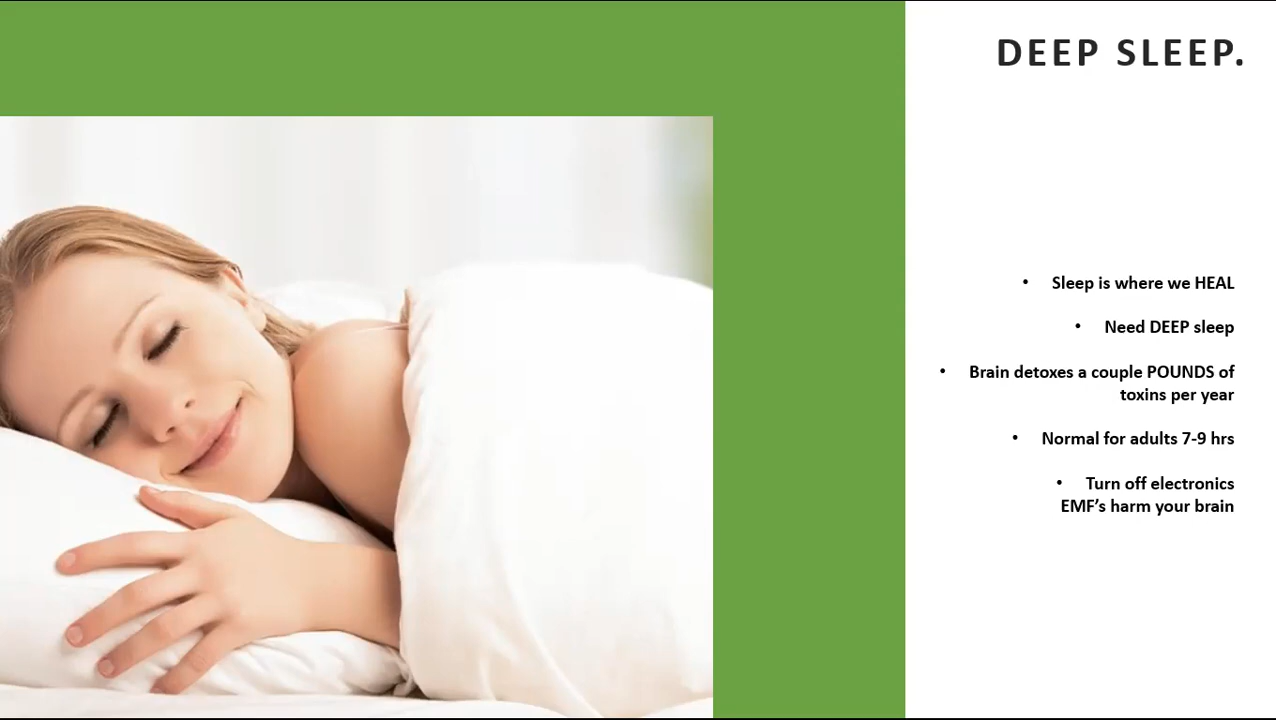 DEEP SLEEP.
• Sleep is where we HEAL
• Need DEEP sleep
• Brain detoxes a couple POUNDS of
toxins per year
• Normal for adults 7-9 hrs
• Turn off electronics
EMF’s harm your brain